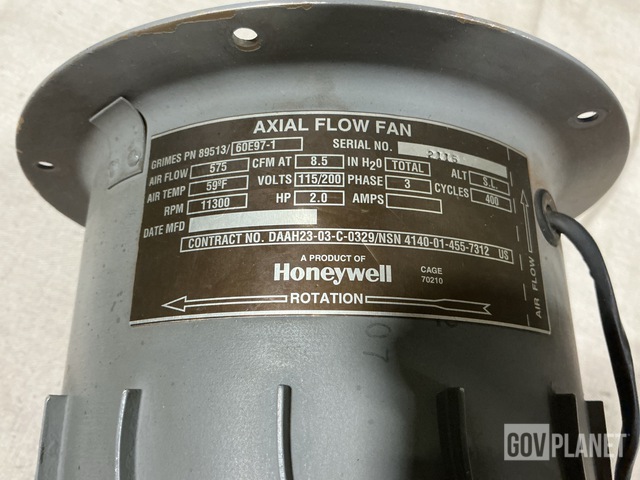 AXIAL FLOW FAN
GRIMES PN 89513/ 60E97-1 SERIAL NO. 2115
AIR FLOW 575 CFM AT 8.5 IN H2O TOTAL ALT S.L.
AIR TEMP 59°F VOLTS 115/200 PHASE 3 CYCLES 400
RPM 11300 HP 2.0 AMPS
DATE MFD
CONTRACT NO. DAAH23-03-C-0329/NSN 4140-01-455-7312 US
A PRODUCT OF
Honeywell
CAGE
70210
ROTATION
AIR FLOW
07
GOVPLANET